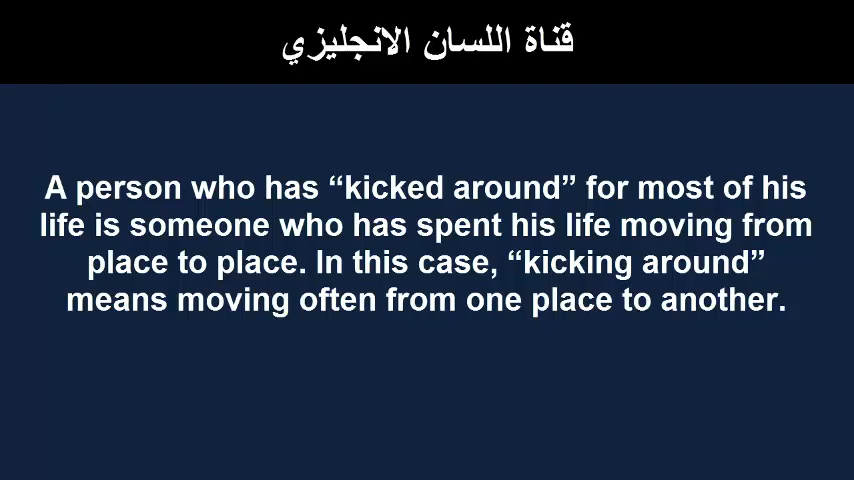 قناة اللسان الانجليزي
A person who has “kicked around” for most of his
life is someone who has spent his life moving from
place to place. In this case, “kicking around”
means moving often from one place to another.